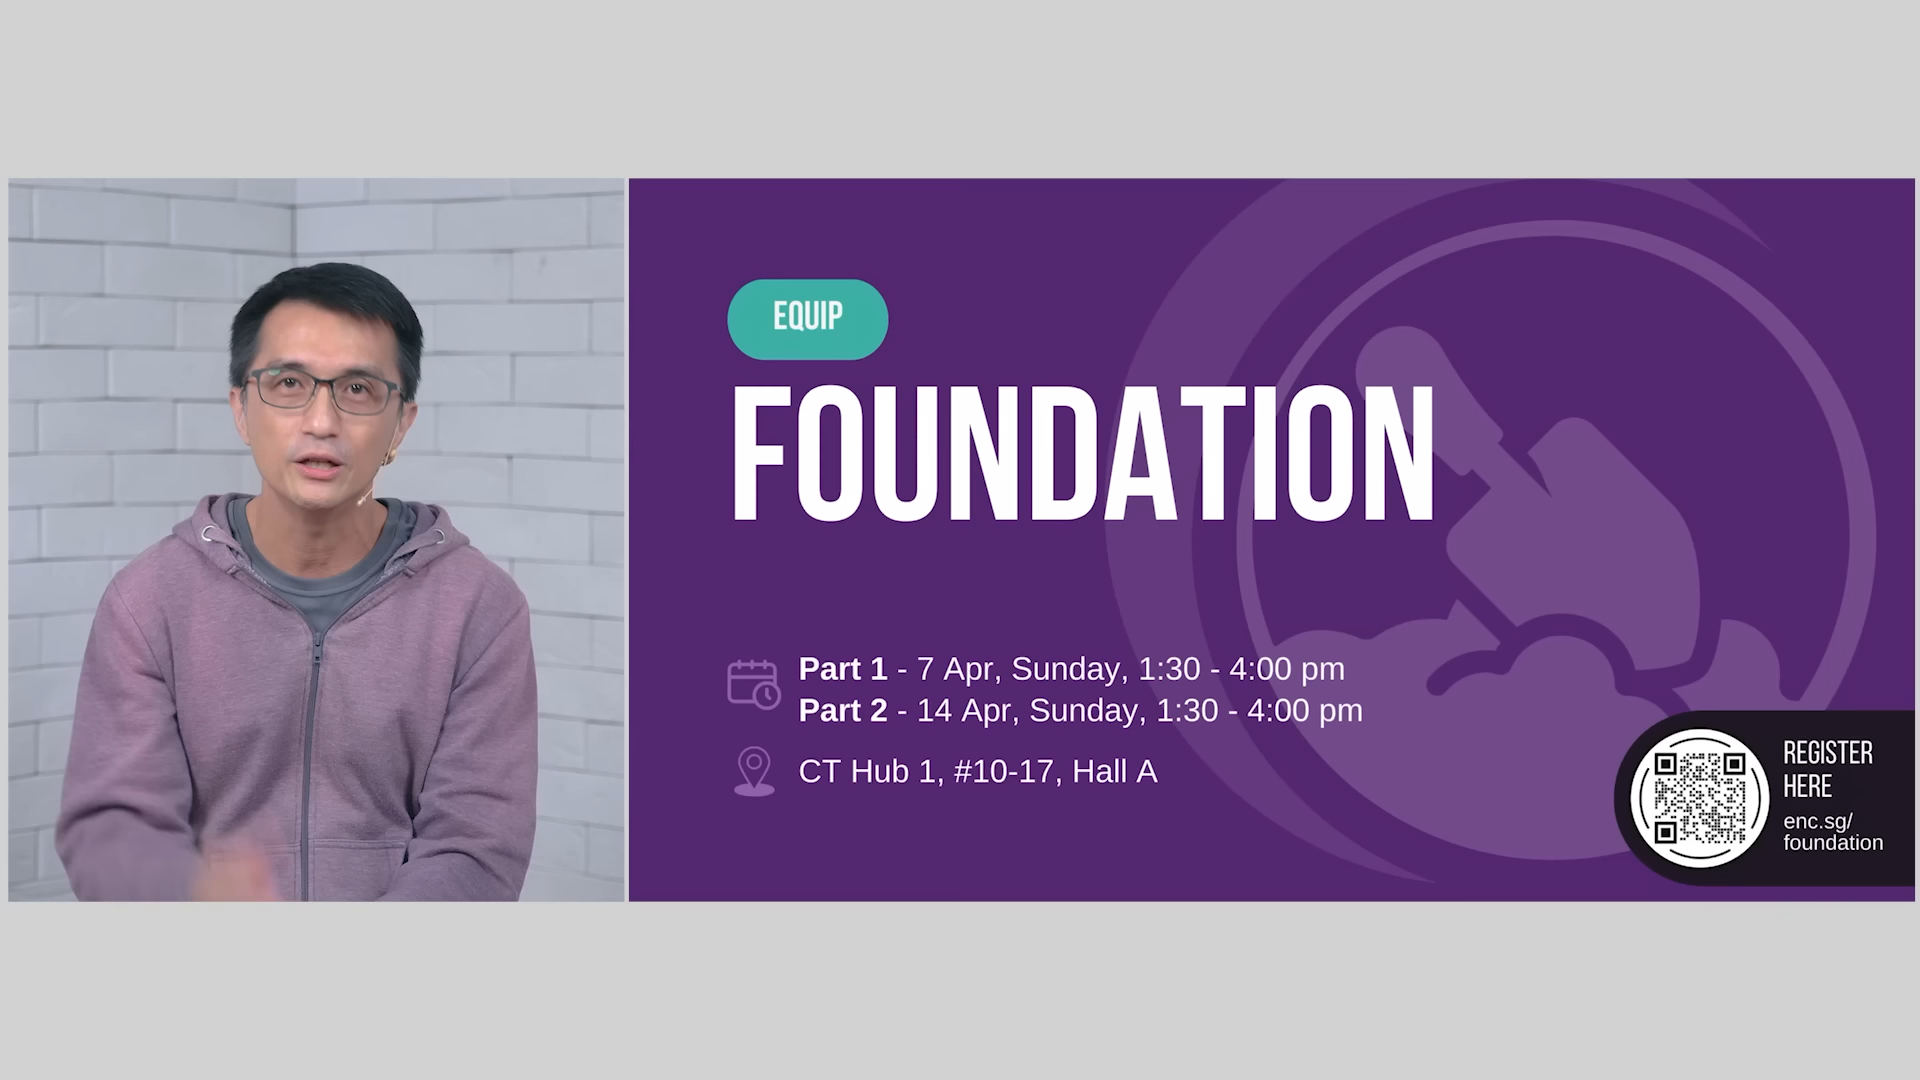 EQUIP
FOUNDATION
Part 1 - 7 Apr, Sunday, 1:30 - 4:00 pm
Part 2 - 14 Apr, Sunday, 1:30 - 4:00 pm
CT Hub 1, #10-17, Hall A
REGISTER
HERE
enc.sg/
foundation